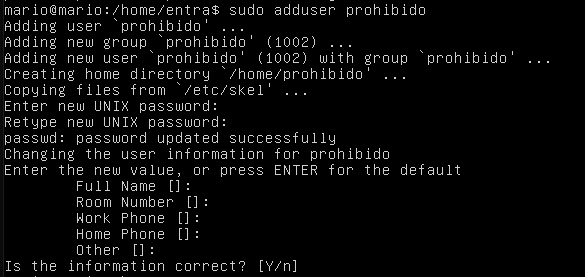 mario@mario:/home/entra$ sudo adduser prohibido
Adding user `prohibido' ...
Adding new group `prohibido' (1002) ...
Adding new user `prohibido' (1002) with group `prohibido' ...
Creating home directory `/home/prohibido' ...
Copying files from `/etc/skel' ...
Enter new UNIX password:
Retype new UNIX password:
passwd: password updated successfully
Changing the user information for prohibido
Enter the new value, or press ENTER for the default
Full Name []:
Room Number []:
Work Phone []:
Home Phone []:
Other []:
Is the information correct? [Y/n]